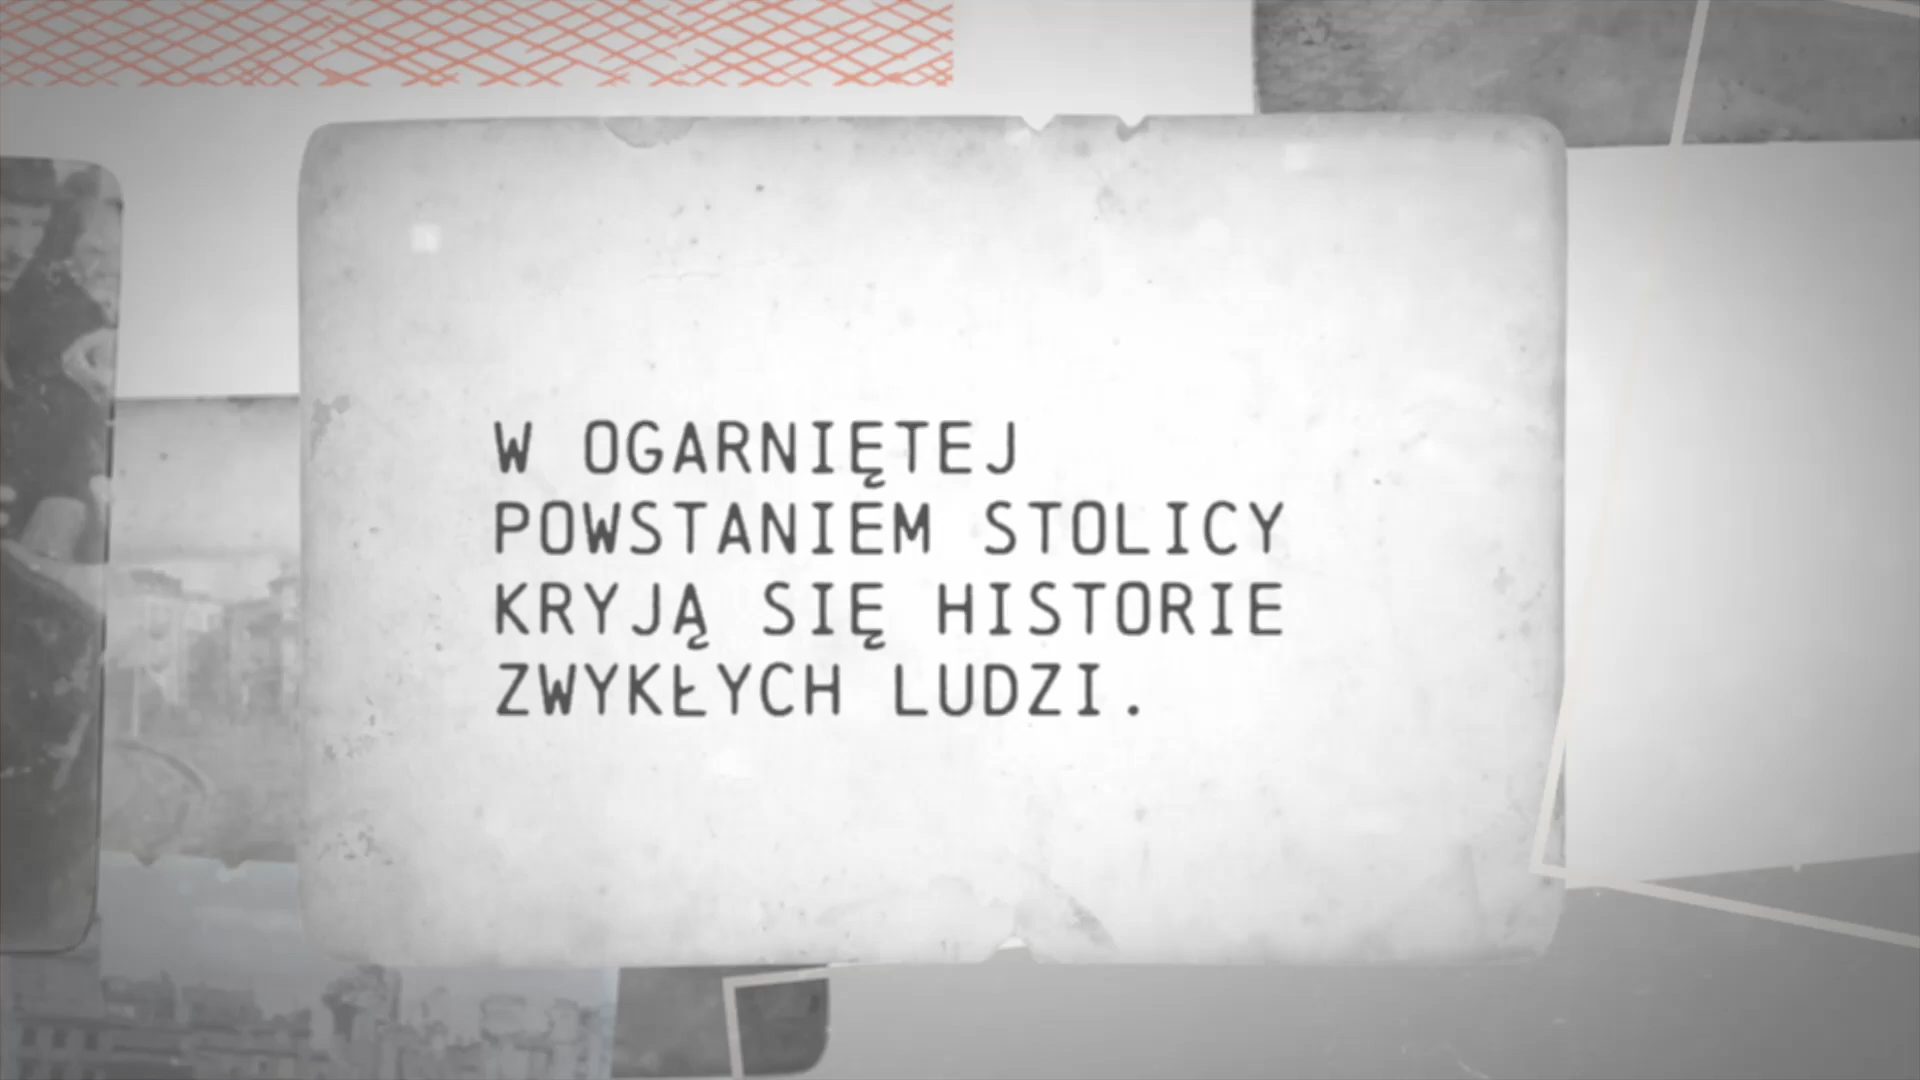 W OGARNIĘTEJ
POWSTANIEM STOLICY
KRYJĄ SIĘ HISTORIE
ZWYKŁYCH LUDZI.